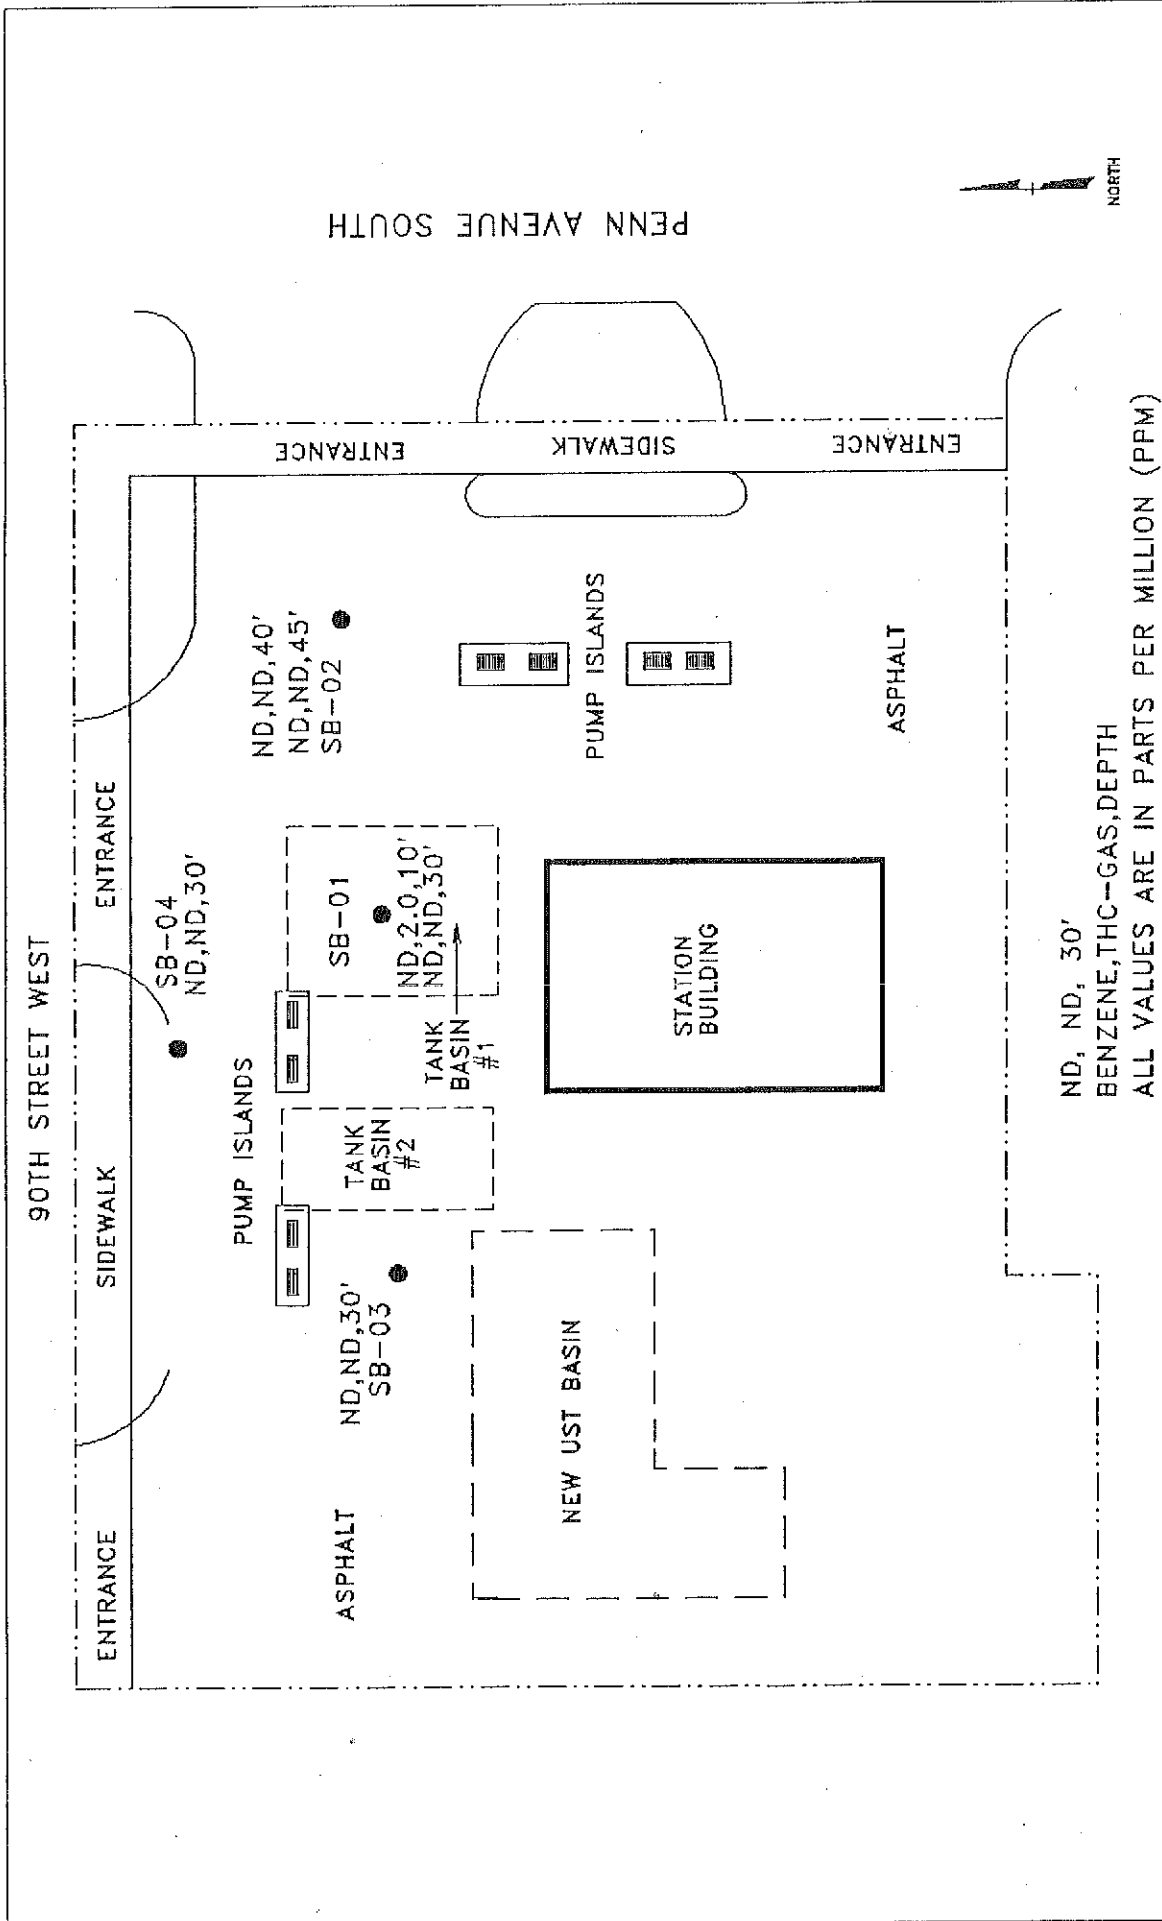 90TH STREET WEST
ENTRANCE
SIDEWALK
ENTRANCE
PENN AVENUE SOUTH
ENTRANCE
SIDEWALK
ENTRANCE
SB-04
ND,ND,30'
PUMP ISLANDS
ND,ND,40'
ND,ND,45'
SB-02
SB-01
ND,2.0,10'
ND,ND,30'
TANK
BASIN
#1
TANK
BASIN
#2
ND,ND,30'
SB-03
ASPHALT
NEW UST BASIN
PUMP ISLANDS
STATION
BUILDING
ASPHALT
NORTH
ND, ND, 30'
BENZENE,THC-GAS,DEPTH
ALL VALUES ARE IN PARTS PER MILLION (PPM)